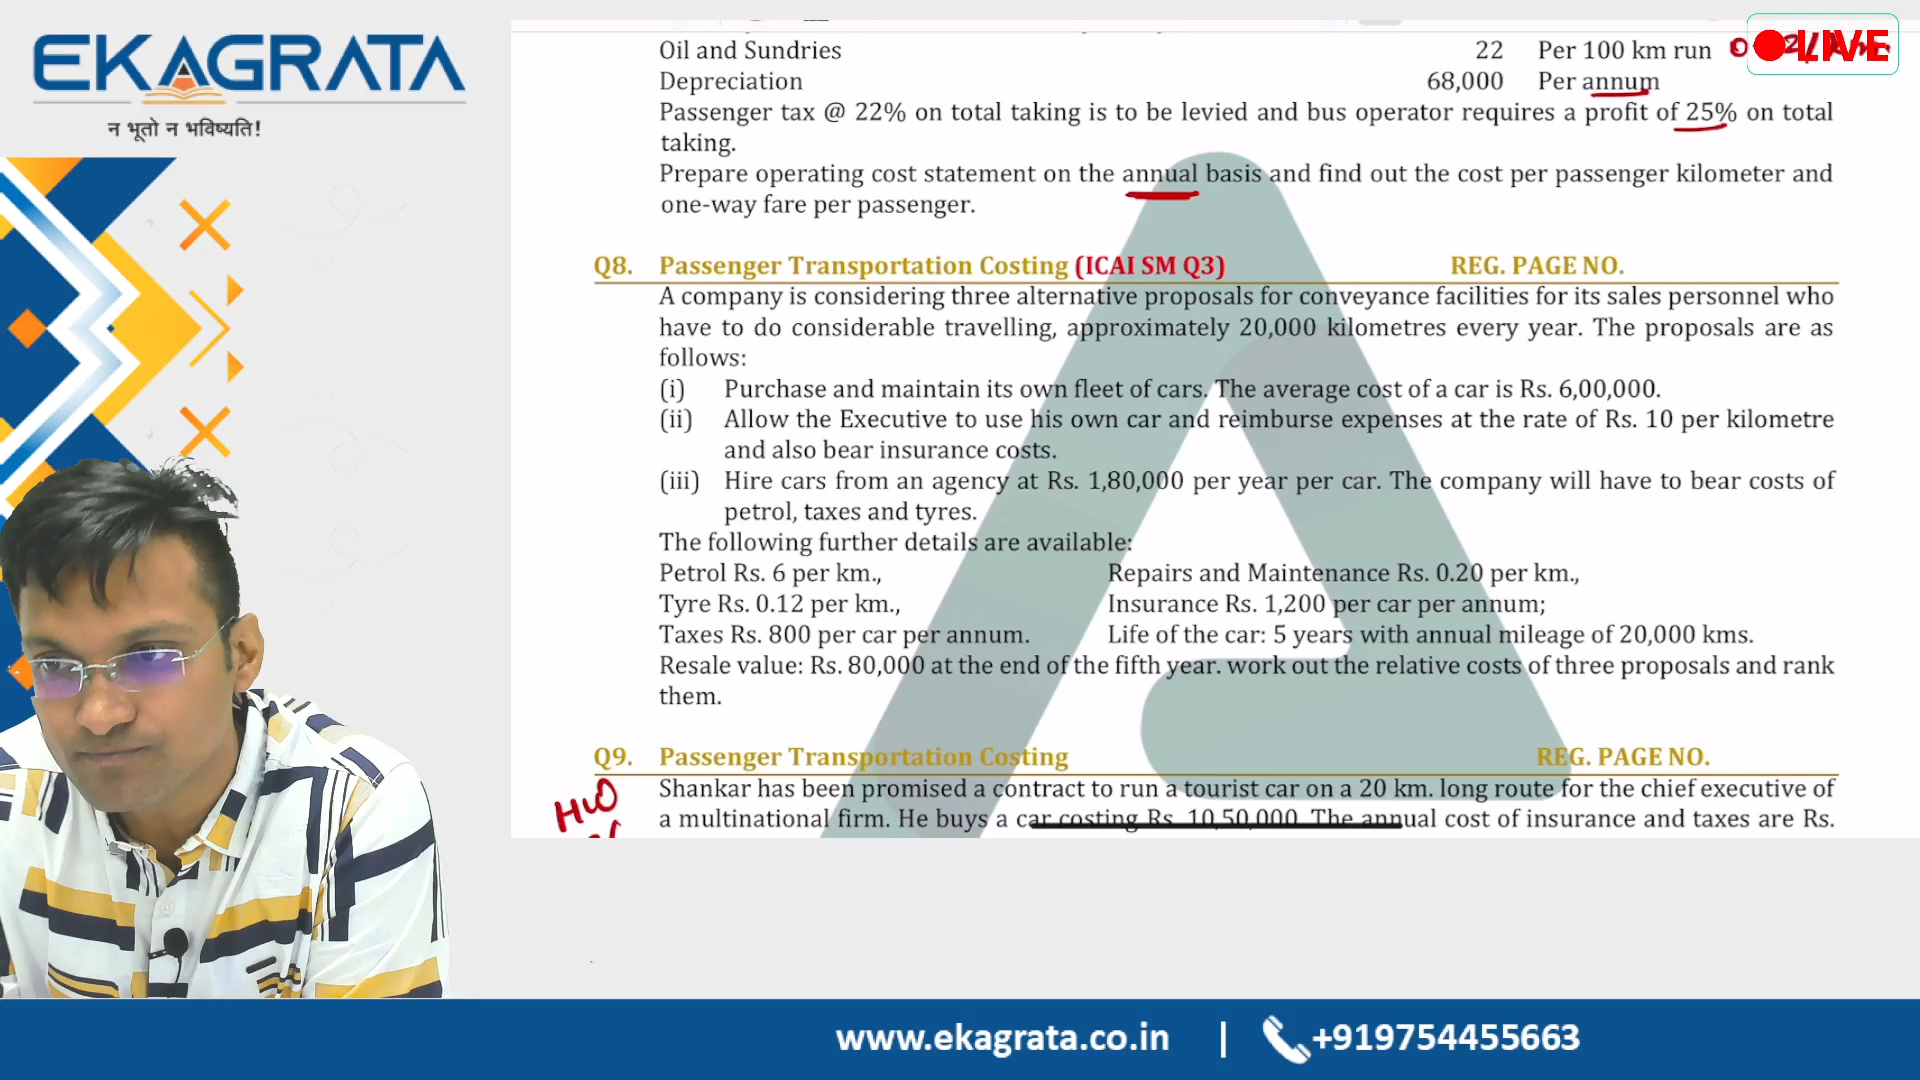 EKAGRATA
न भूतो न भविष्यति!
LIVE
Oil and Sundries 22 Per 100 km run
Depreciation 68,000 Per annum
Passenger tax @ 22% on total taking is to be levied and bus operator requires a profit of 25% on total
taking.
Prepare operating cost statement on the annual basis and find out the cost per passenger kilometer and
one-way fare per passenger.
Q8. Passenger Transportation Costing (ICAI SM Q3) REG. PAGE NO.
A company is considering three alternative proposals for conveyance facilities for its sales personnel who
have to do considerable travelling, approximately 20,000 kilometres every year. The proposals are as
follows:
(i) Purchase and maintain its own fleet of cars. The average cost of a car is Rs. 6,00,000.
(ii) Allow the Executive to use his own car and reimburse expenses at the rate of Rs. 10 per kilometre
and also bear insurance costs.
(iii) Hire cars from an agency at Rs. 1,80,000 per year per car. The company will have to bear costs of
petrol, taxes and tyres.
The following further details are available:
Petrol Rs. 6 per km., Repairs and Maintenance Rs. 0.20 per km.,
Tyre Rs. 0.12 per km., Insurance Rs. 1,200 per car per annum;
Taxes Rs. 800 per car per annum. Life of the car: 5 years with annual mileage of 20,000 kms.
Resale value: Rs. 80,000 at the end of the fifth year. work out the relative costs of three proposals and rank
them.
Q9. Passenger Transportation Costing REG. PAGE NO.
HW
Shankar has been promised a contract to run a tourist car on a 20 km. long route for the chief executive of
a multinational firm. He buys a car costing Rs. 10,50,000. The annual cost of insurance and taxes are Rs.
www.ekagrata.co.in | +919754455663